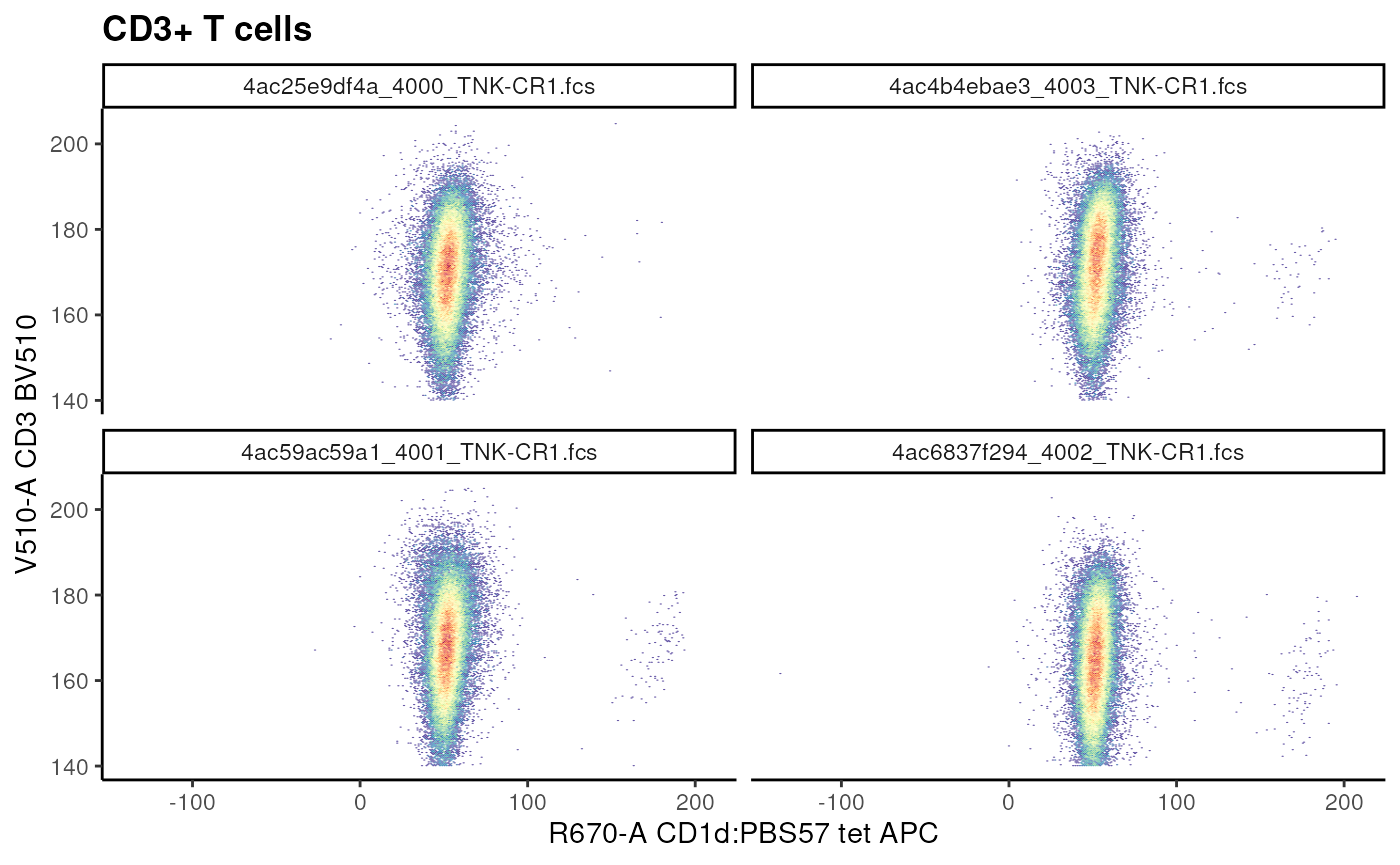 CD3+ T cells
4ac25e9df4a_4000_TNK-CR1.fcs
4ac4b4ebae3_4003_TNK-CR1.fcs
200
180
160
140
4ac59ac59a1_4001_TNK-CR1.fcs
4ac6837f294_4002_TNK-CR1.fcs
200
180
160
140
V510-A CD3 BV510
-100 0 100 200
-100 0 100 200
R670-A CD1d:PBS57 tet APC